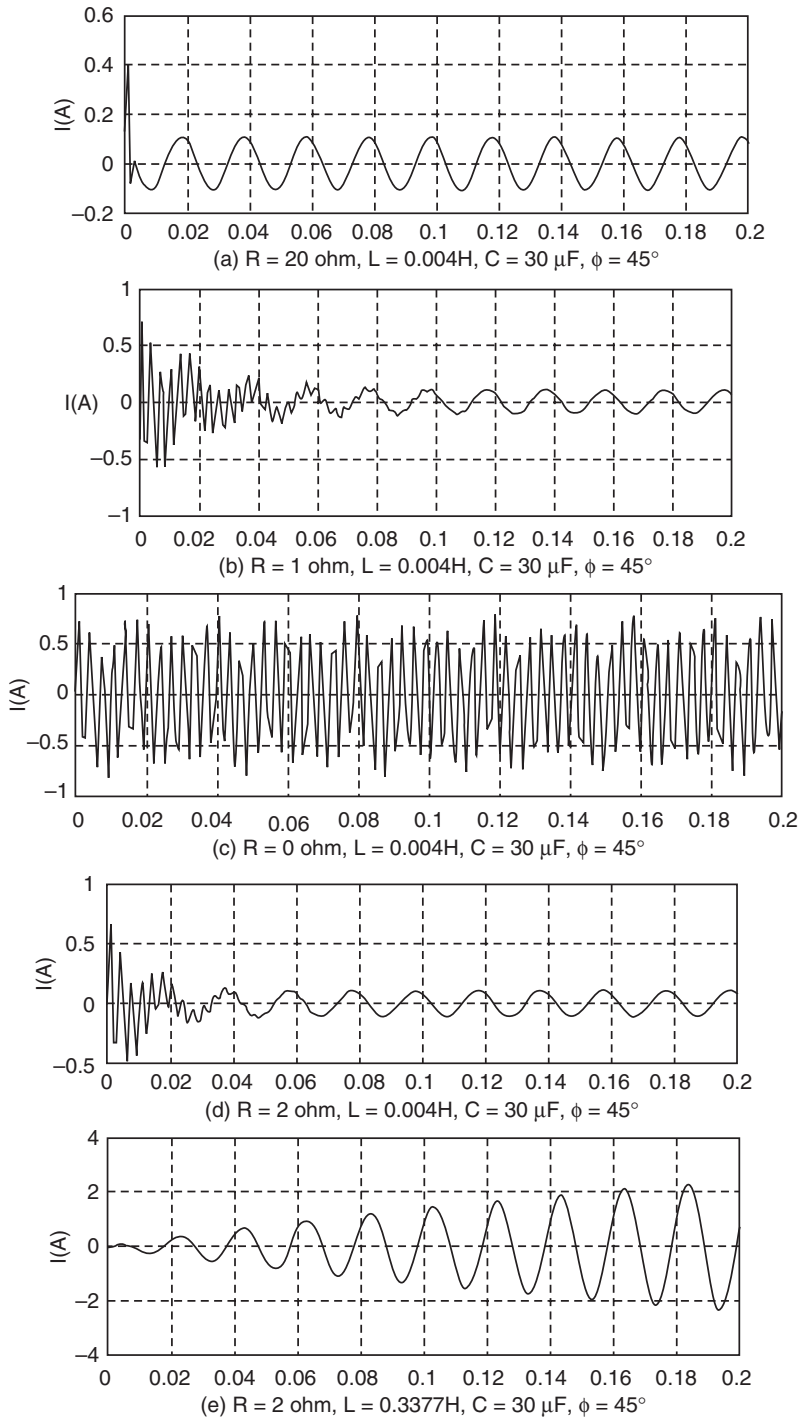 0.6
0.4
0.2
0
−0.2
I(A)
0 0.02 0.04 0.06 0.08 0.1 0.12 0.14 0.16 0.18 0.2
(a) R = 20 ohm, L = 0.004H, C = 30 μF, ϕ = 45°
1
0.5
0
−0.5
−1
I(A)
0 0.02 0.04 0.06 0.08 0.1 0.12 0.14 0.16 0.18 0.2
(b) R = 1 ohm, L = 0.004H, C = 30 μF, ϕ = 45°
1
0.5
0
−0.5
−1
I(A)
0 0.02 0.04 0.06 0.08 0.1 0.12 0.14 0.16 0.18 0.2
(c) R = 0 ohm, L = 0.004H, C = 30 μF, ϕ = 45°
1
0.5
0
−0.5
I(A)
0 0.02 0.04 0.06 0.08 0.1 0.12 0.14 0.16 0.18 0.2
(d) R = 2 ohm, L = 0.004H, C = 30 μF, ϕ = 45°
4
2
0
−2
−4
I(A)
0 0.02 0.04 0.06 0.08 0.1 0.12 0.14 0.16 0.18 0.2
(e) R = 2 ohm, L = 0.3377H, C = 30 μF, ϕ = 45°